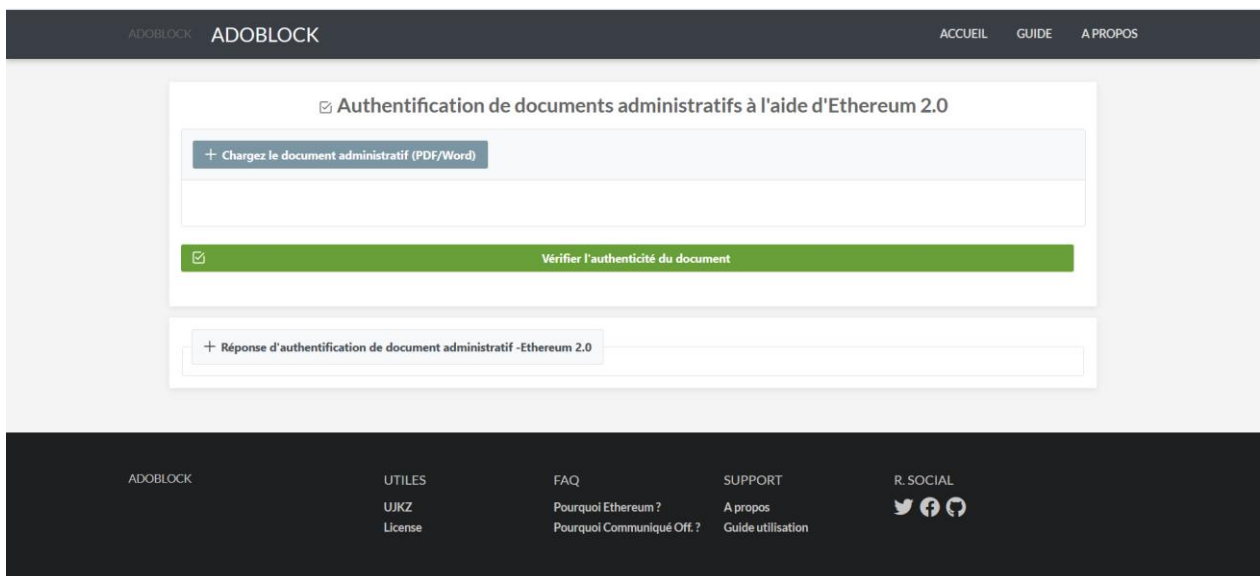 ADOBLOCK ADOBLOCK ACCUEIL GUIDE A PROPOS
Authentification de documents administratifs à l'aide d'Ethereum 2.0
Chargez le document administratif (PDF/Word)
Vérifier l'authenticité du document
Réponse d'authentification de document administratif -Ethereum 2.0
ADOBLOCK UTILES FAQ SUPPORT R. SOCIAL
UJKZ Pourquoi Ethereum ? A propos
License Pourquoi Communiqué Off. ? Guide utilisation